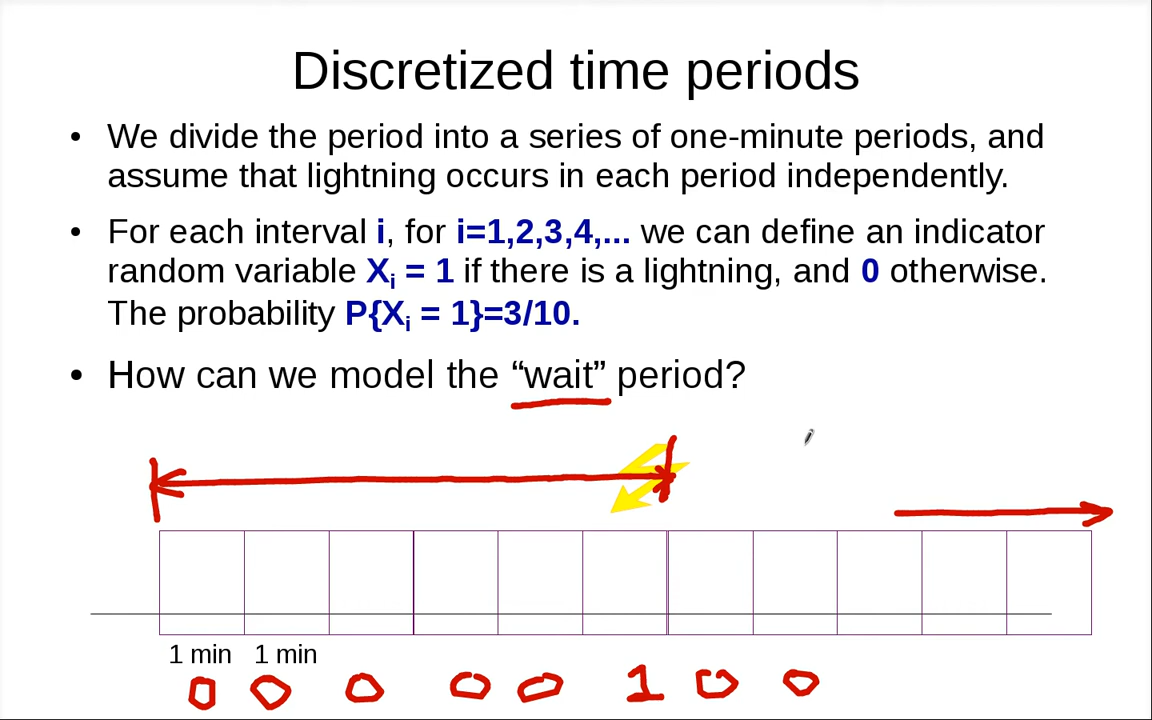 Discretized time periods
• We divide the period into a series of one-minute periods, and
assume that lightning occurs in each period independently.
• For each interval i, for i=1,2,3,4,... we can define an indicator
random variable Xi = 1 if there is a lightning, and 0 otherwise.
The probability P{Xi = 1}=3/10.
• How can we model the “wait” period?
1 min 1 min
0 0 0 0 0 1 0 0